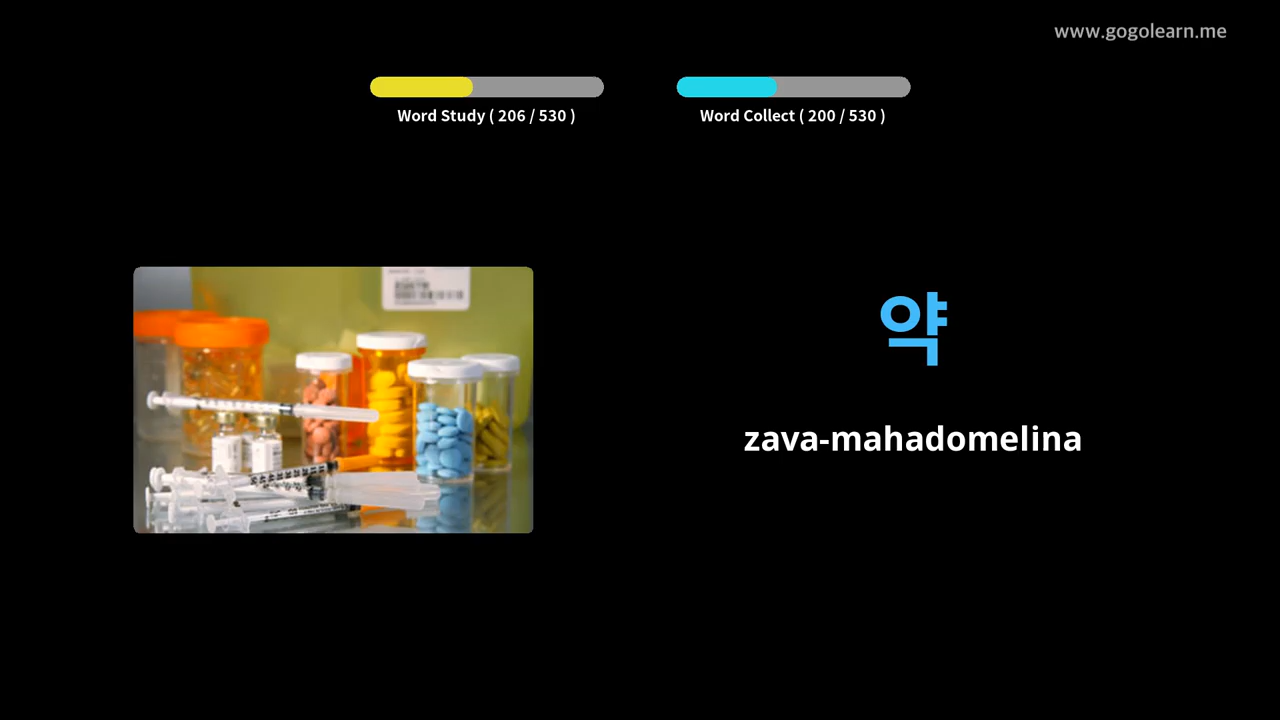 www.gogolearn.me
Word Study ( 206 / 530 )
Word Collect ( 200 / 530 )
약
zava-mahadomelina